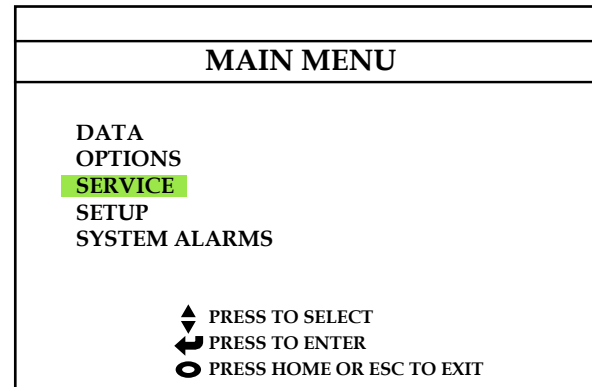 MAIN MENU
DATA
OPTIONS
SERVICE
SETUP
SYSTEM ALARMS
PRESS TO SELECT
PRESS TO ENTER
PRESS HOME OR ESC TO EXIT